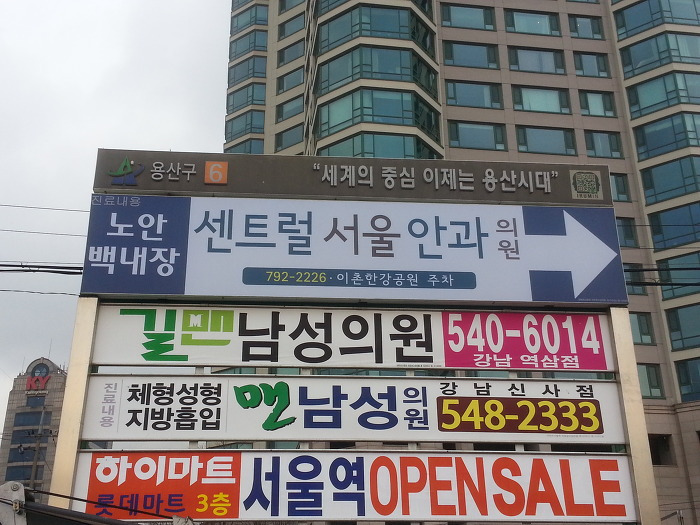 용산구 6 "세계의 중심 이제는 용산시대"
진료내용
노안
백내장
센트럴 서울 안과 의원
792-2226 · 이촌한강공원 주차
길맨남성의원 540-6014
강남 역삼점
진료내용
체형성형
지방흡입
맨남성의원
강남신사점
548-2333
하이마트
롯데마트 3층
서울역 OPEN SALE
KY